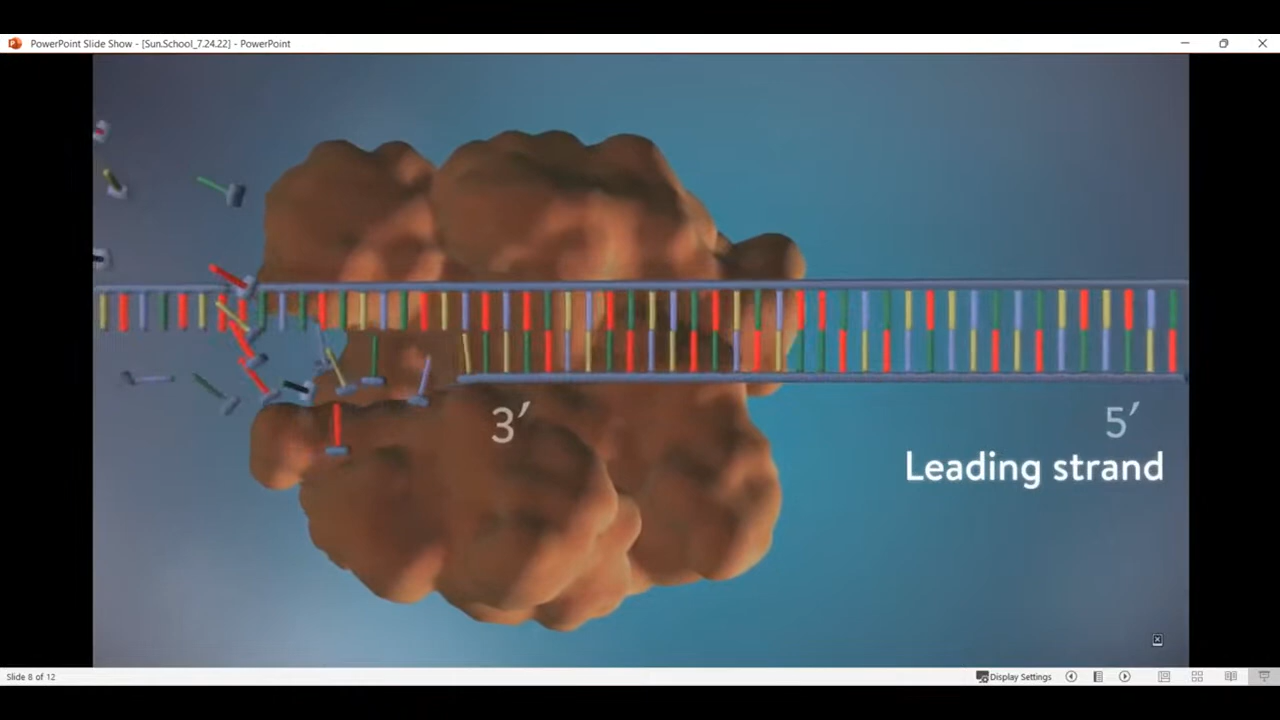 PowerPoint Slide Show - [Sun.School_7.24.22] - PowerPoint
3′
5′
Leading strand
Slide 8 of 12
Display Settings